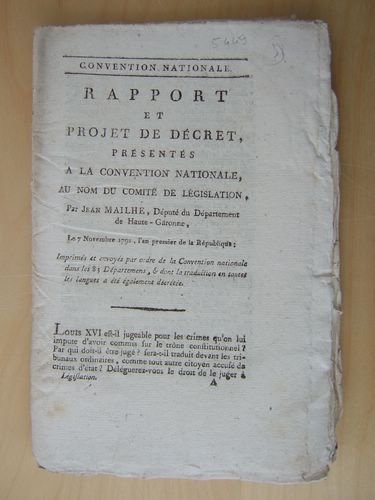 5449
CONVENTION NATIONALE.
RAPPORT
ET
PROJET DE DÉCRET,
PRÉSENTÉS
A LA CONVENTION NATIONALE,
AU NOM DU COMITÉ DE LÉGISLATION,
Par JEAN MAILHE, Député du Département
de Haute-Garonne,
Le 7 Novembre 1792, l'an premier de la République;
Imprimés et envoyés par ordre de la Convention nationale
dans les 83 Départemens, & dont la traduction en toutes
les langues a été également décrétée.
LOUIS XVI est-il jugeable pour les crimes qu'on lui
impute d'avoir commis sur le trône constitutionnel ?
Par qui doit-il être jugé ? sera-t-il traduit devant les tri-
bunaux ordinaires, comme tout autre citoyen accusé de
crimes d'état ? Déléguerez-vous le droit de le juger à
Législation. A